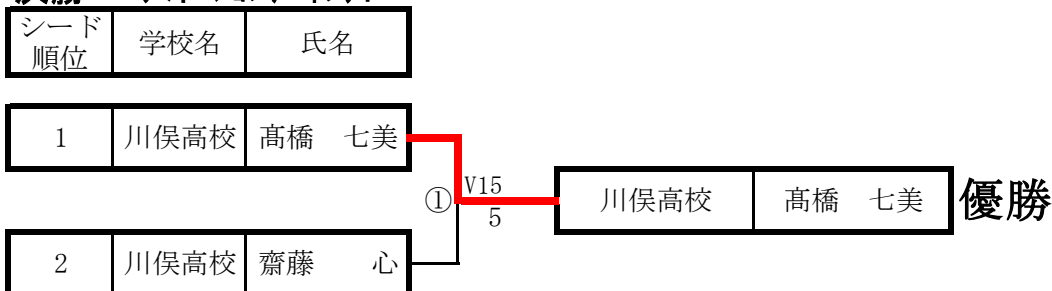 シード順位 学校名 氏名
1 川俣高校 髙橋 七美
① V15
5
川俣高校 髙橋 七美 優勝
2 川俣高校 齋藤 心